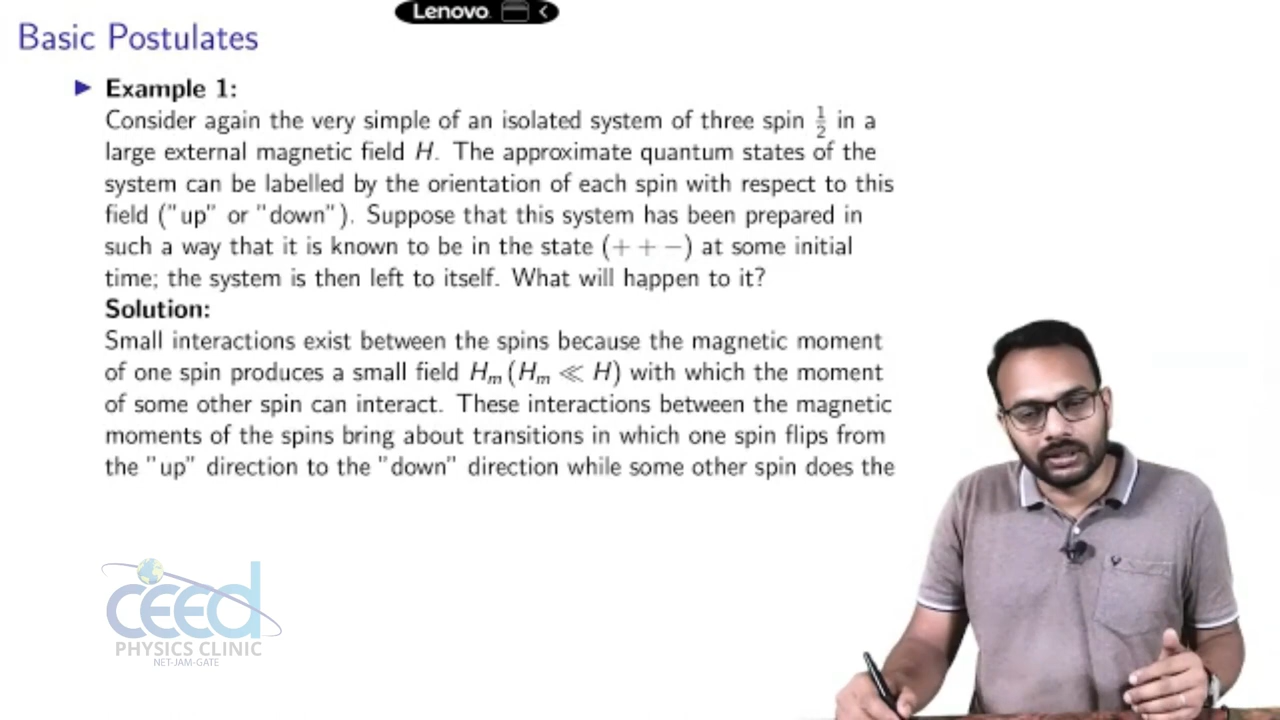 Lenovo
Basic Postulates
▶ Example 1:
Consider again the very simple of an isolated system of three spin 1/2 in a
large external magnetic field H. The approximate quantum states of the
system can be labelled by the orientation of each spin with respect to this
field ("up" or "down"). Suppose that this system has been prepared in
such a way that it is known to be in the state (+ + −) at some initial
time; the system is then left to itself. What will happen to it?
Solution:
Small interactions exist between the spins because the magnetic moment
of one spin produces a small field Hₘ (Hₘ ≪ H) with which the moment
of some other spin can interact. These interactions between the magnetic
moments of the spins bring about transitions in which one spin flips from
the "up" direction to the "down" direction while some other spin does the
ceed
PHYSICS CLINIC
NET-JAM-GATE